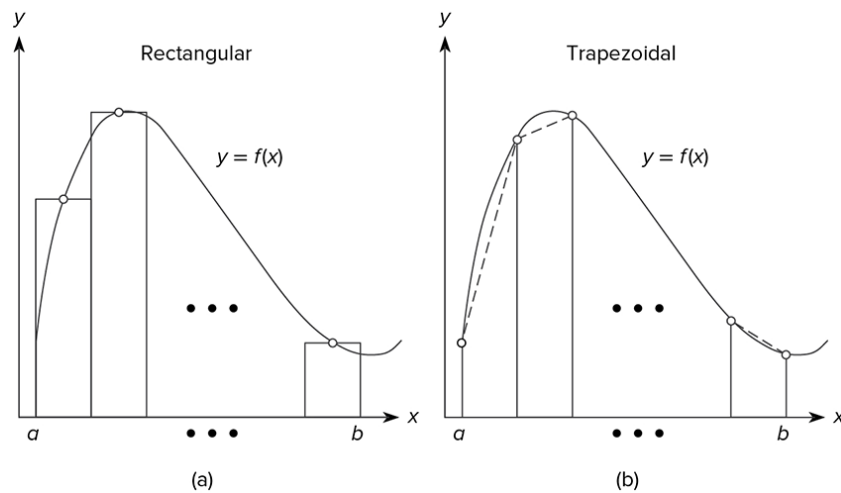 y
Rectangular
y = f(x)
x
a
b
(a)
y
Trapezoidal
y = f(x)
x
a
b
(b)